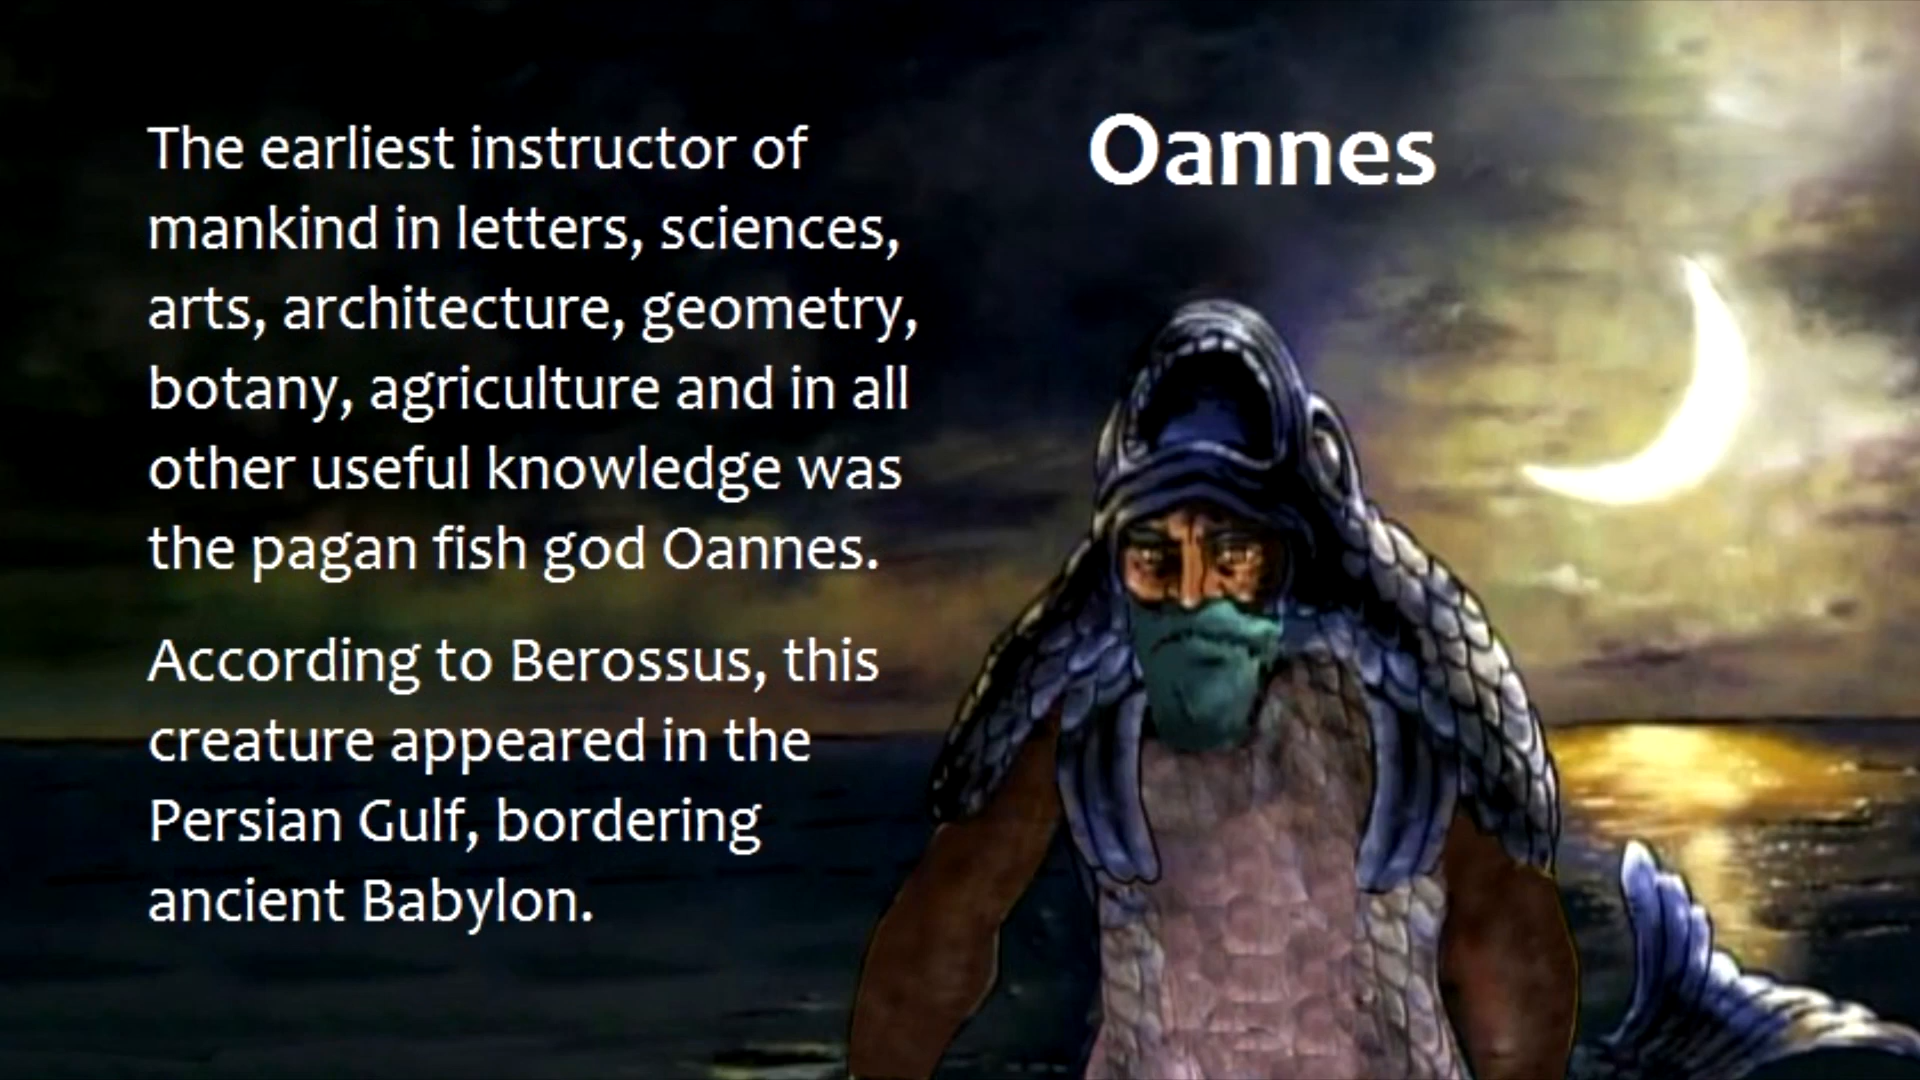 Oannes
The earliest instructor of
mankind in letters, sciences,
arts, architecture, geometry,
botany, agriculture and in all
other useful knowledge was
the pagan fish god Oannes.
According to Berossus, this
creature appeared in the
Persian Gulf, bordering
ancient Babylon.